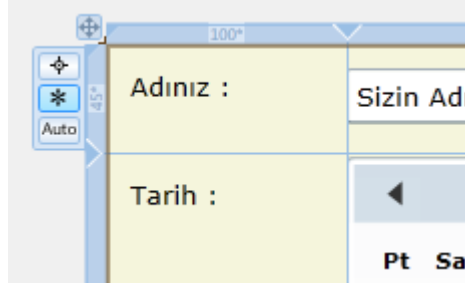 100*
45*
Auto
Adınız :
Sizin Adı
Tarih :
Pt Sa